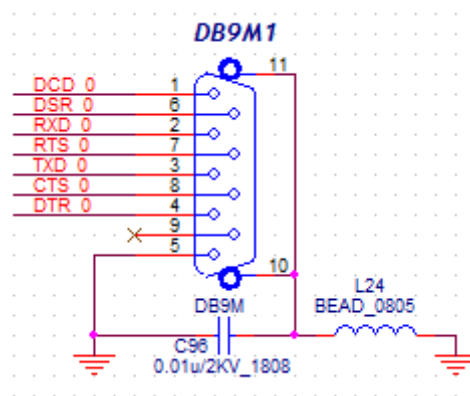 DB9M1
11
DCD_0 1
DSR_0 6
RXD_0 2
RTS_0 7
TXD_0 3
CTS_0 8
DTR_0 4
9
5
10
DB9M
L24
BEAD_0805
C96
0.01u/2KV_1808